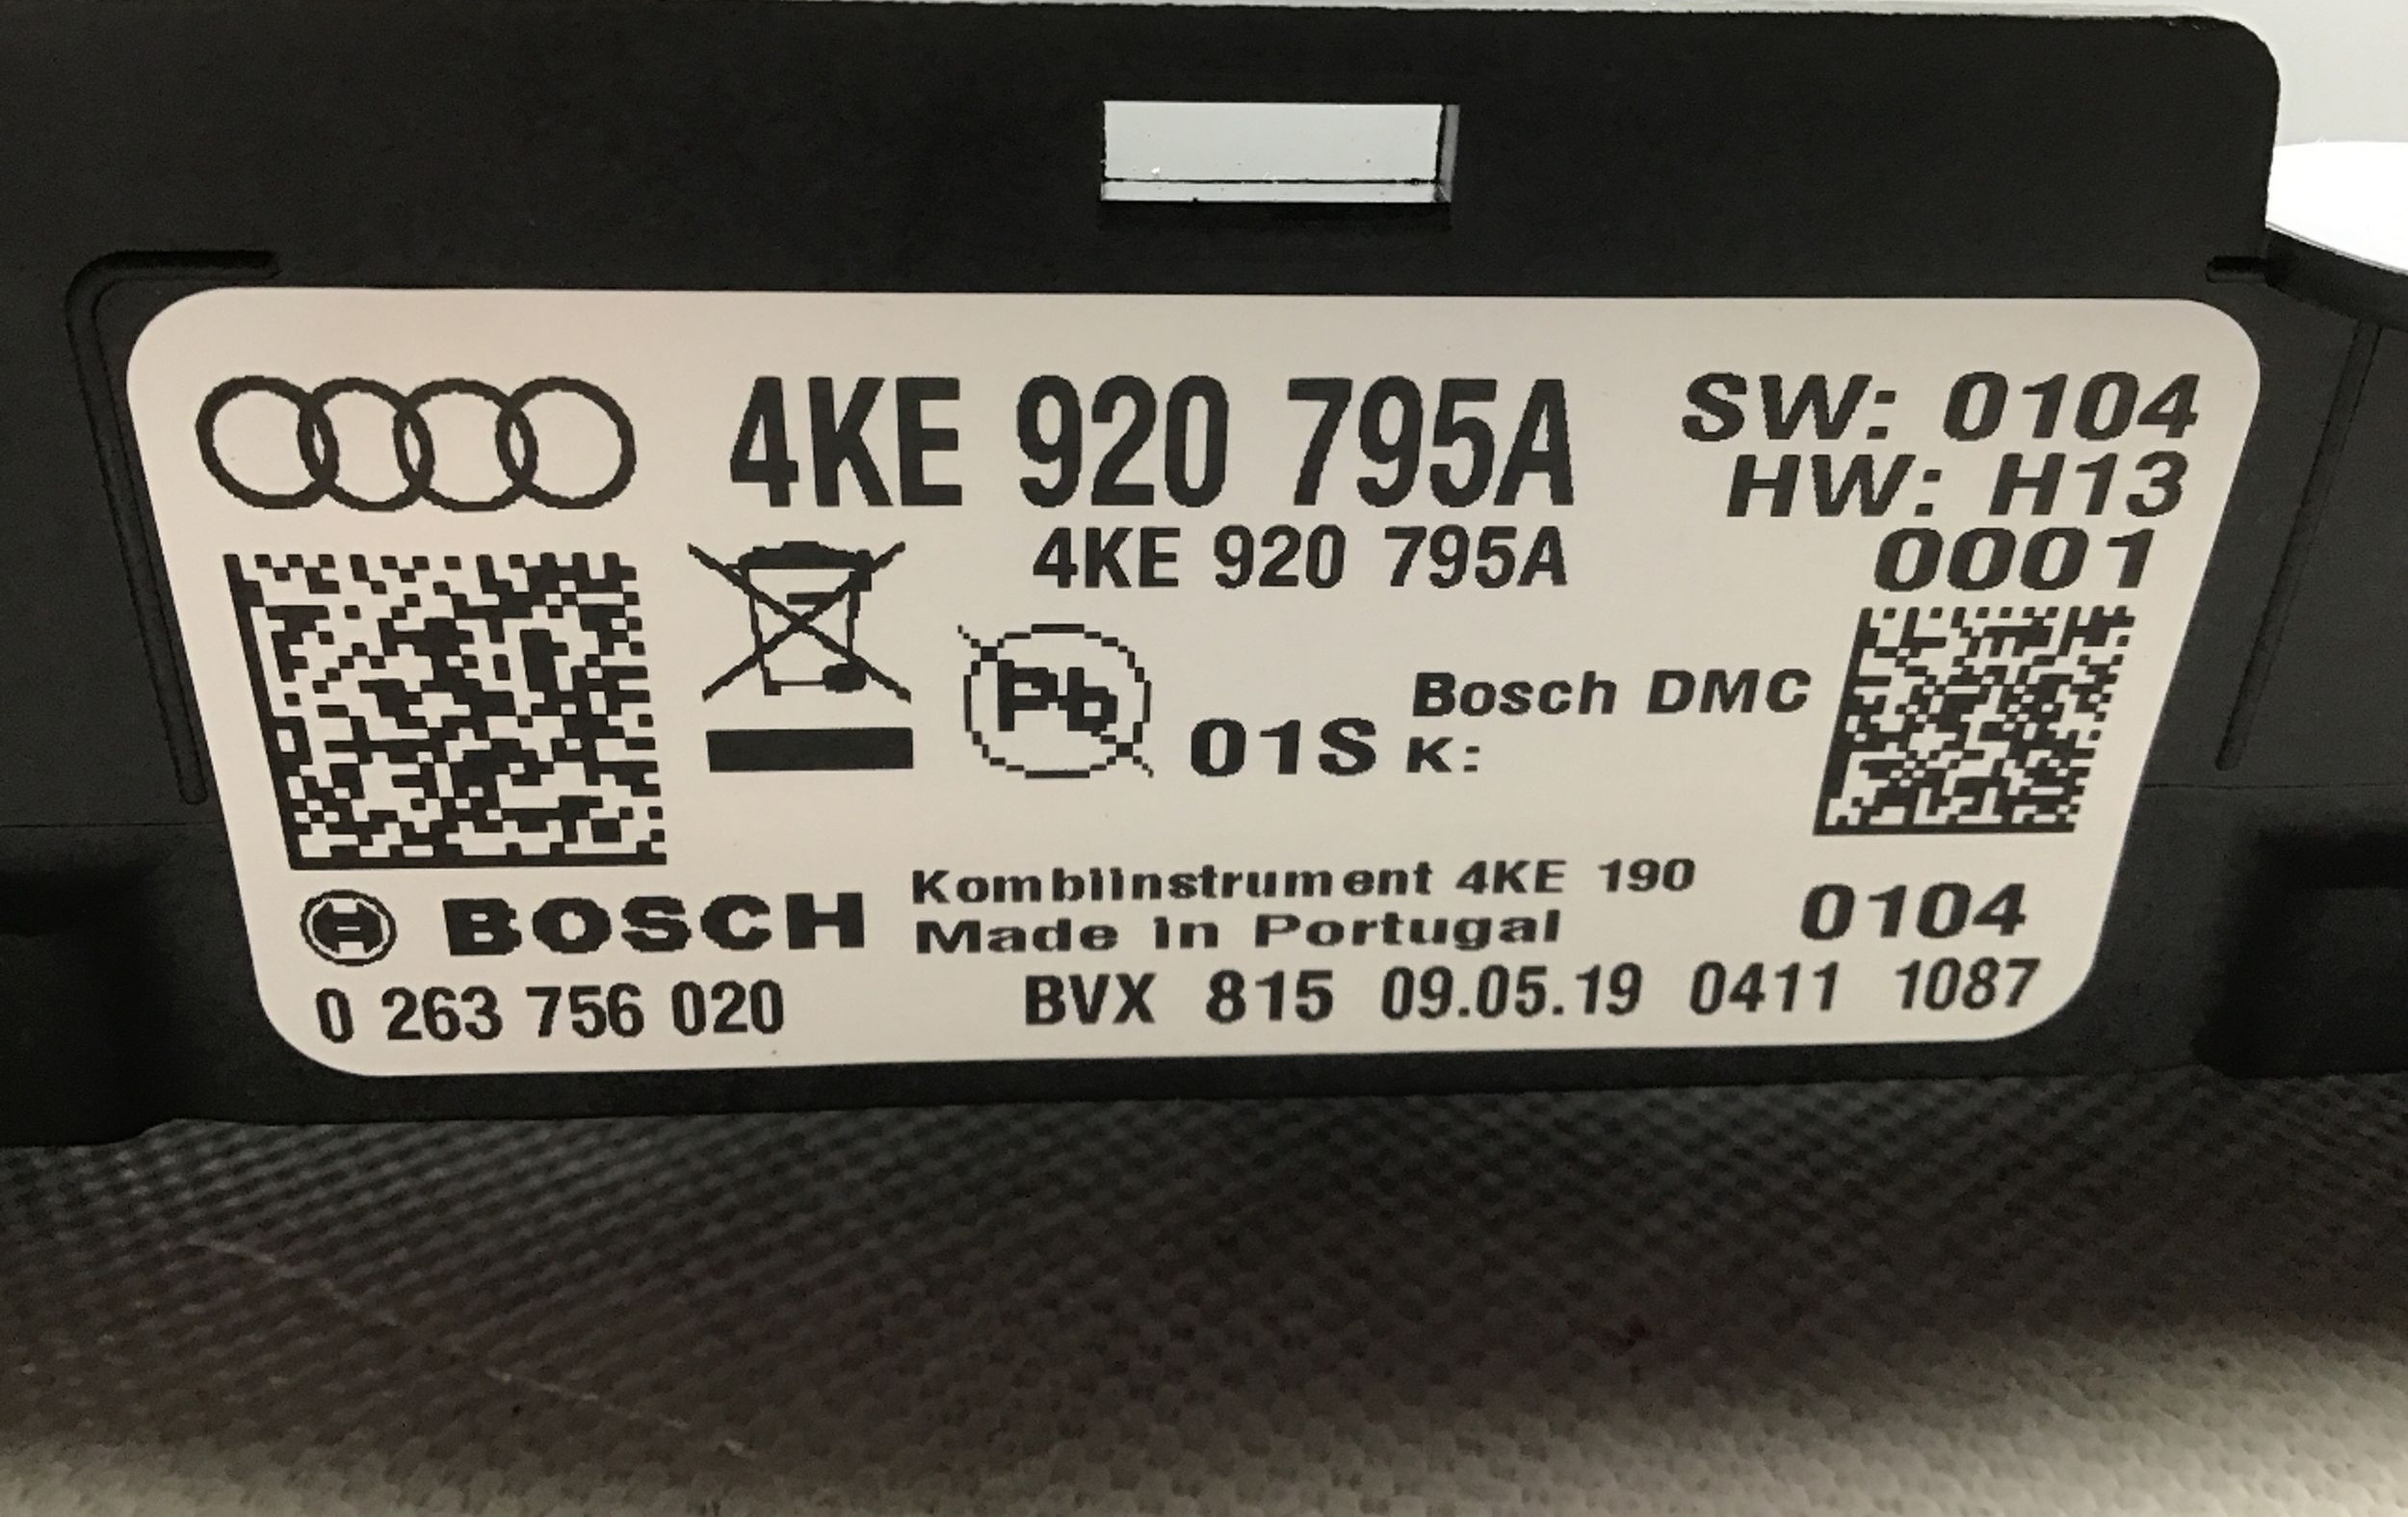 4KE 920 795A
SW: 0104
HW: H13
4KE 920 795A
0001
Pb
01S
Bosch DMC
K:
BOSCH
Kombiinstrument 4KE 190
Made in Portugal
0104
0 263 756 020
BVX 815 09.05.19 0411 1087